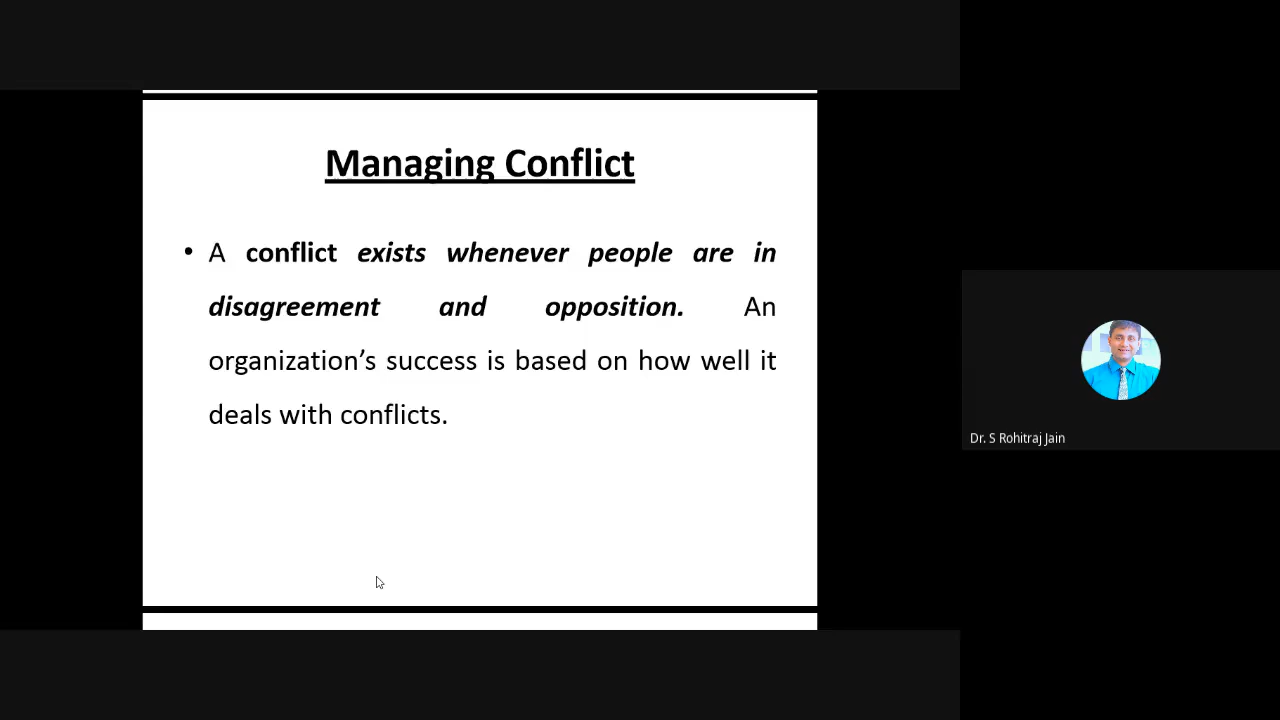 Managing Conflict
• A conflict exists whenever people are in
disagreement and opposition. An
organization’s success is based on how well it
deals with conflicts.
Dr. S Rohitraj Jain